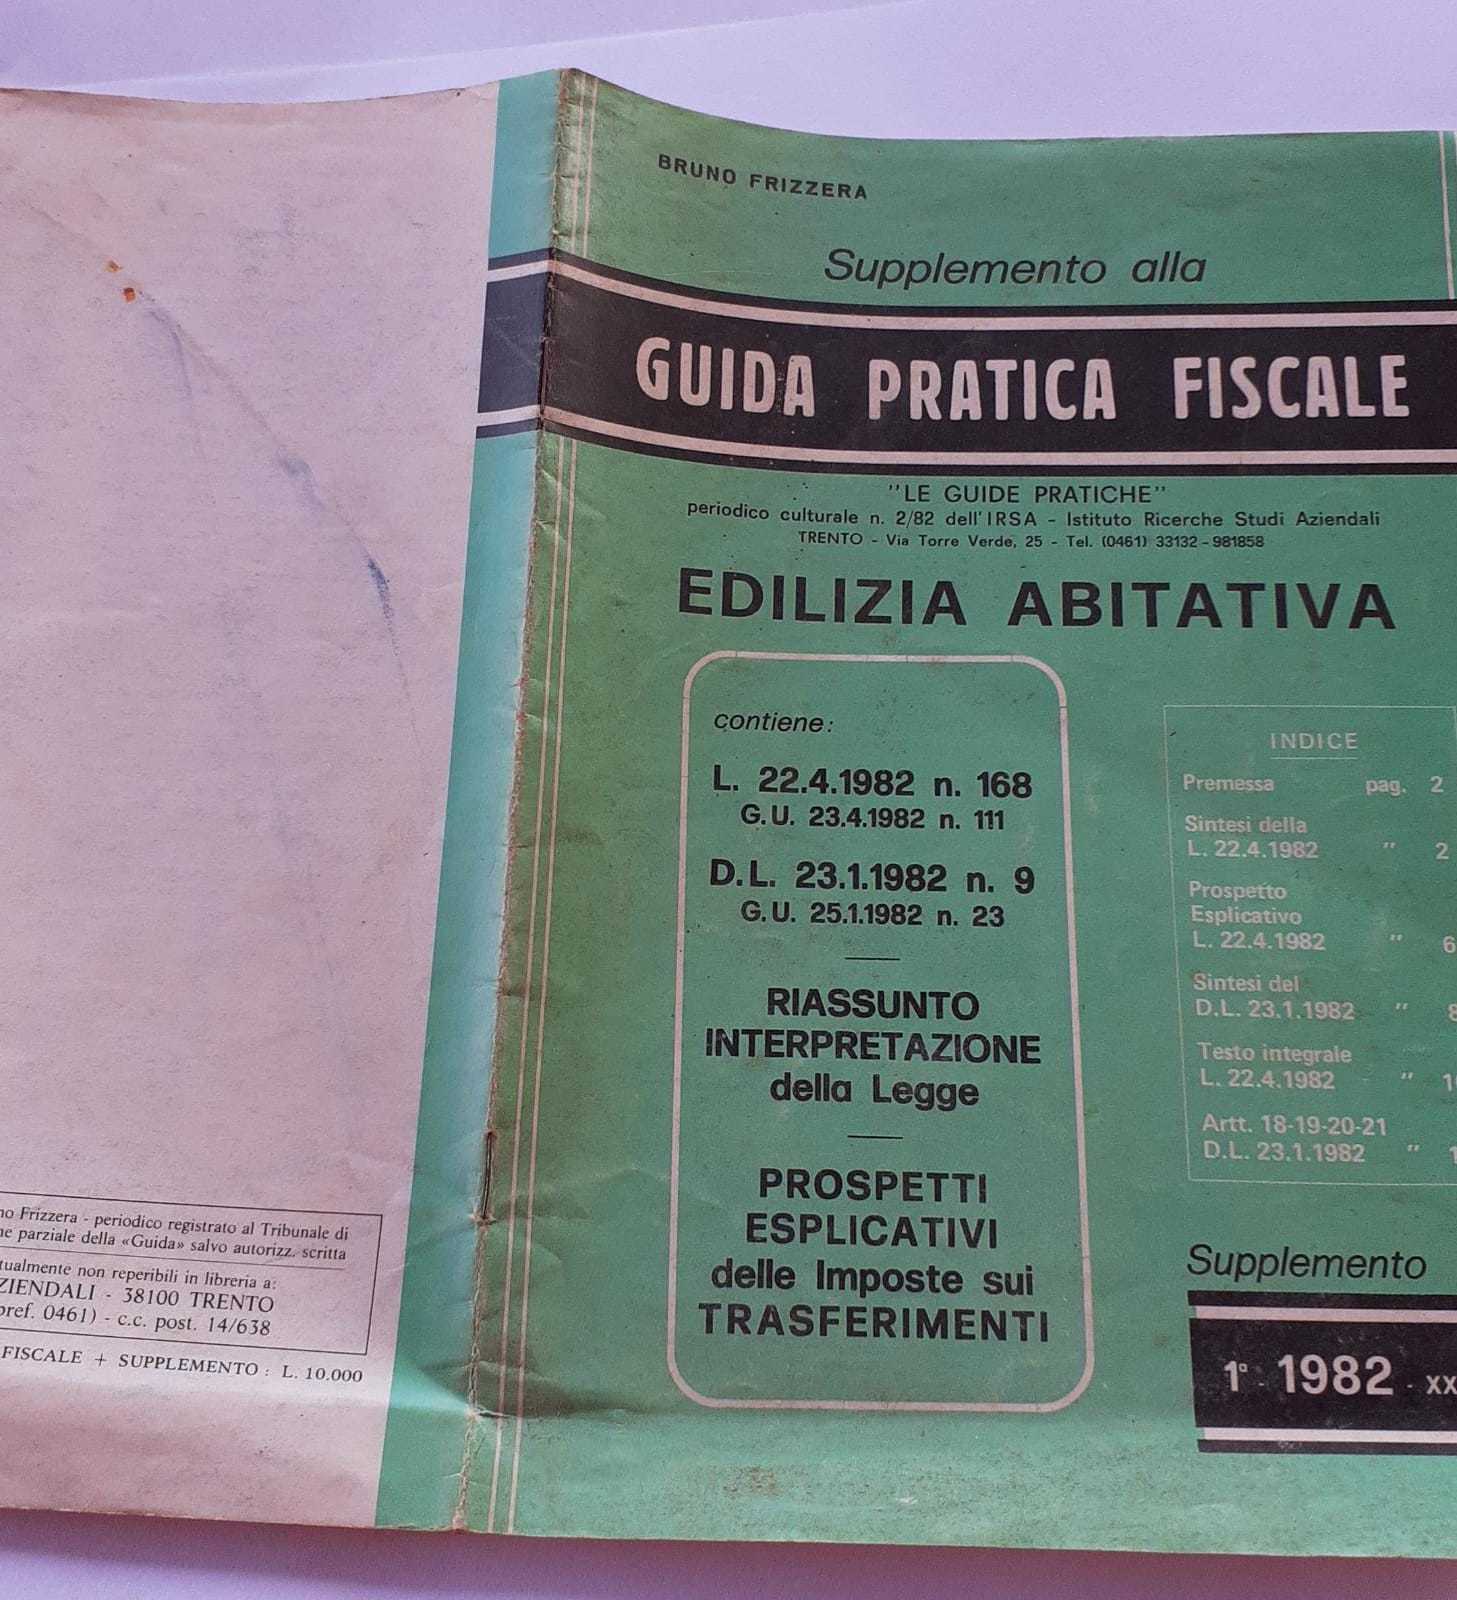 BRUNO FRIZZERA
Supplemento alla
GUIDA PRATICA FISCALE
"LE GUIDE PRATICHE"
periodico culturale n. 2/82 dell'IRSA - Istituto Ricerche Studi Aziendali
TRENTO - Via Torre Verde, 25 - Tel. (0461) 33132 - 981858
EDILIZIA ABITATIVA
contiene:
L. 22.4.1982 n. 168
G.U. 23.4.1982 n. 111
D.L. 23.1.1982 n. 9
G.U. 25.1.1982 n. 23
RIASSUNTO
INTERPRETAZIONE
della Legge
PROSPETTI
ESPLICATIVI
delle Imposte sui
TRASFERIMENTI
INDICE
Premessa pag. 2
Sintesi della
L. 22.4.1982 " 2
Prospetto
Esplicativo
L. 22.4.1982 " 6
Sintesi del
D.L. 23.1.1982 " 8
Testo integrale
L. 22.4.1982 "
Artt. 18-19-20-21
D.L. 23.1.1982 "
Supplemento
1° - 1982 -
Frizzera - periodico registrato al Tribunale di
parziale della «Guida» salvo autorizz. scritta
non reperibili in libreria a:
- 38100 TRENTO
pref. 0461) - c.c. post. 14/638
FISCALE + SUPPLEMENTO : L. 10.000